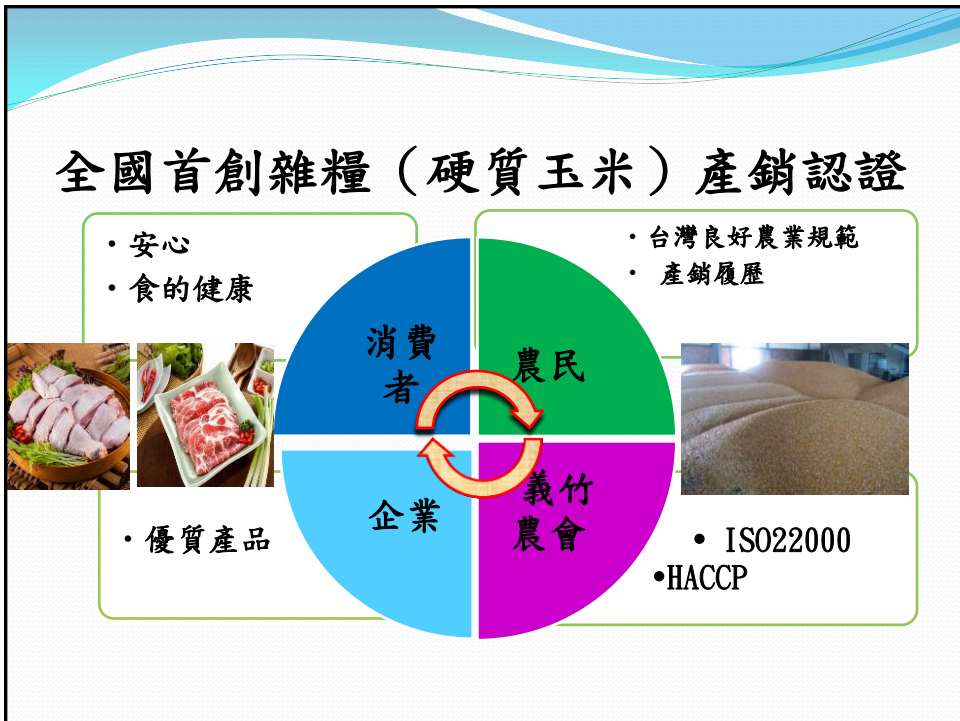 全國首創雜糧（硬質玉米）產銷認證
・安心
・食的健康
・台灣良好農業規範
・ 產銷履歷
消費
者
農民
企業
義竹
農會
・優質產品
• ISO22000
•HACCP